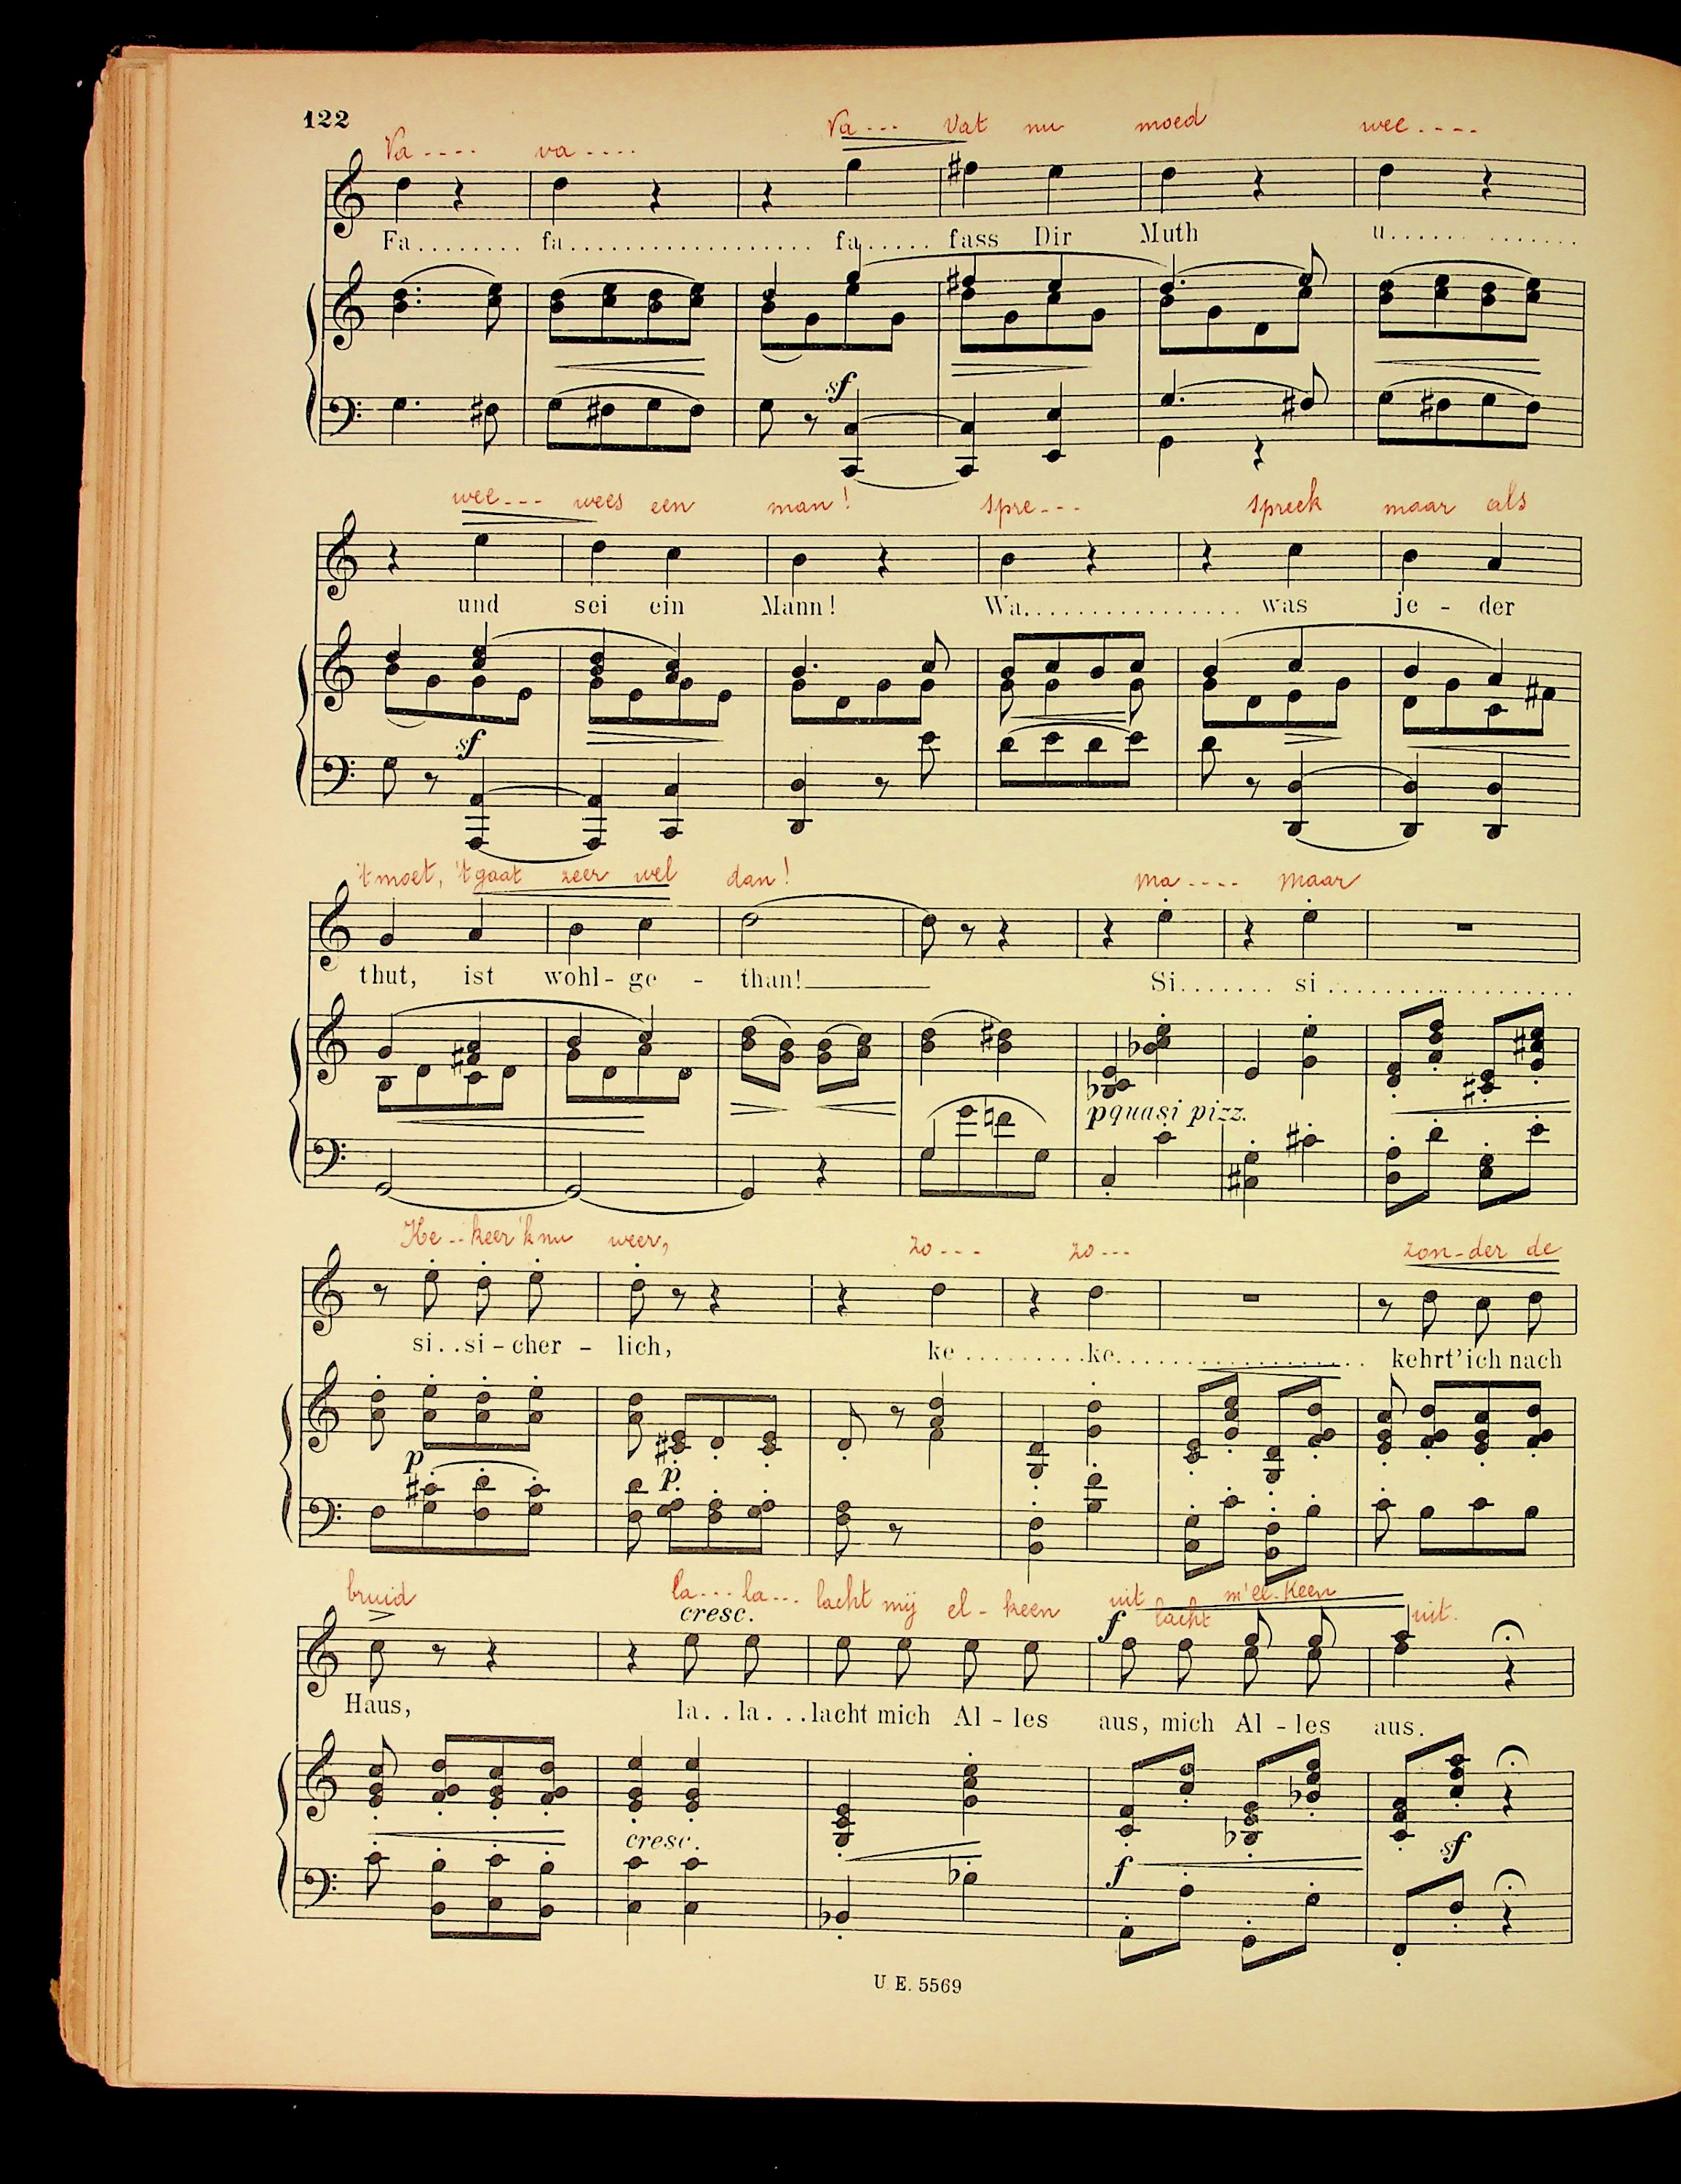 122
Va .... va .... Va ... Vat nu moed wee ....
Fa ........ fa .................. fa ...... fass Dir Muth u ..............
sf
wee --- wees een man! spre --- spreek maar als
und sei ein Mann! Wa ................ was je - der
sf
't moet, 't gaat zeer wel dan! ma .... maar
thut, ist wohl - ge - than! Si ....... si ...................
p quasi pizz.
Ke -- keer 'k nu weer, zo --- zo --- zon - der de
si . . si - cher - lich, ke ......... ke ................... kehrt' ich nach
p p
bruid la ... la ... lacht mij el - keen uit lacht m'el - keen uit.
cresc. f
Haus, la . . la . . . lacht mich Al - les aus, mich Al - les aus.
cresc. f sf
U. E. 5569